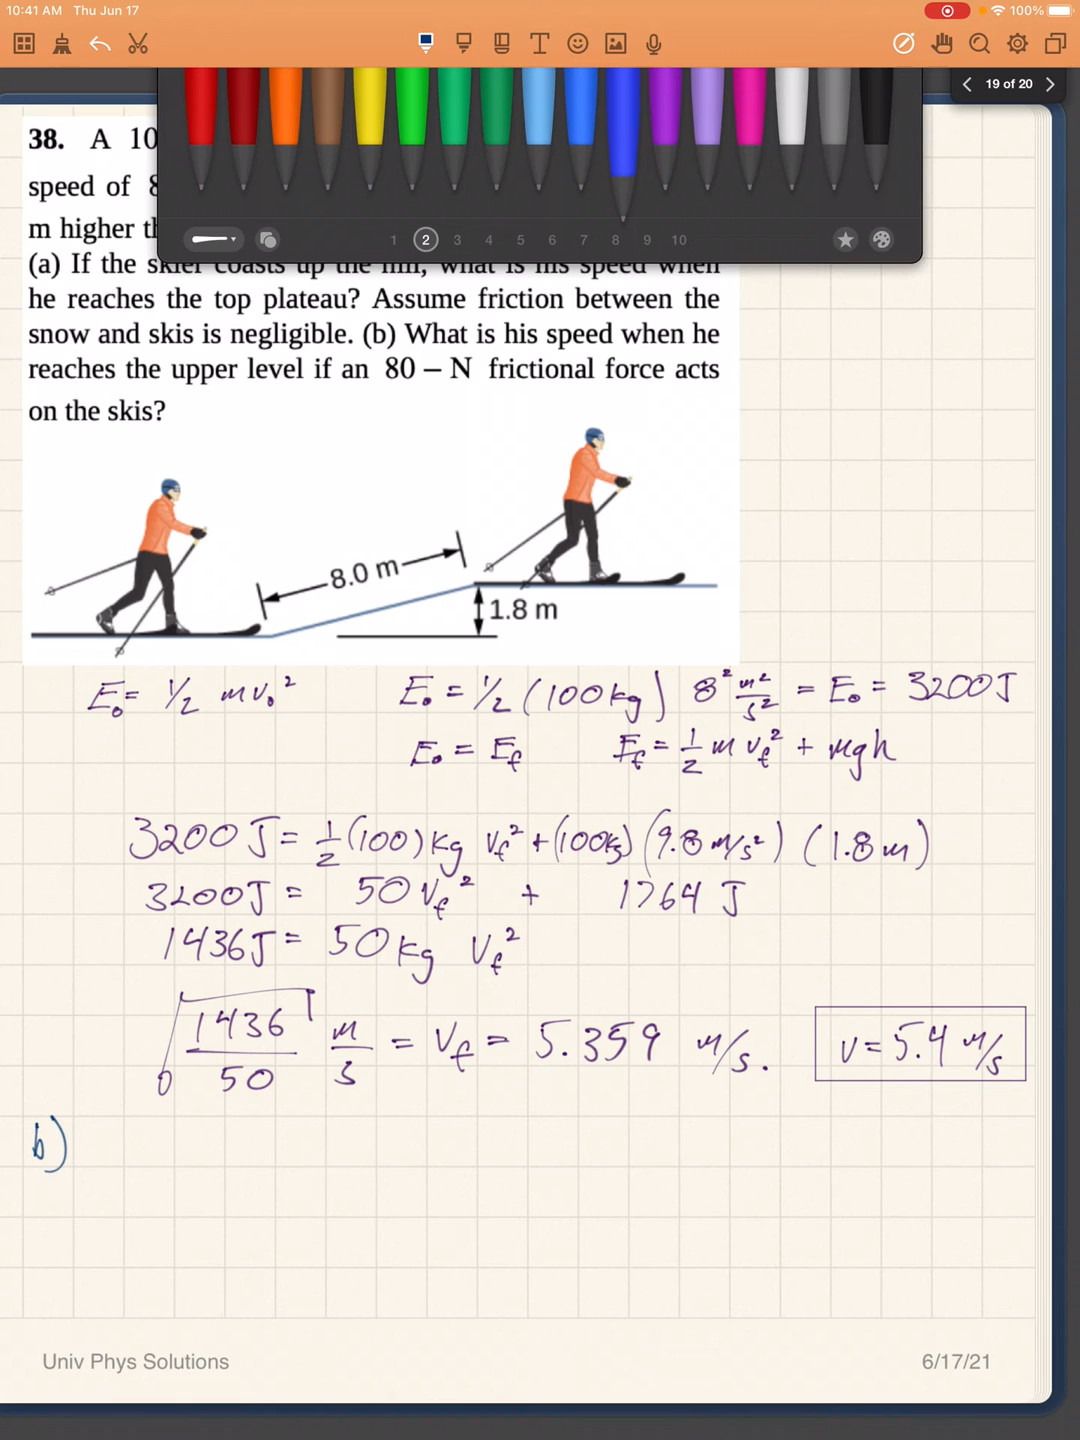 10:41 AM Thu Jun 17
100%
19 of 20
1 2 3 4 5 6 7 8 9 10
38. A 10
speed of 8
m higher th
(a) If the skier coasts up the hill, what is his speed when
he reaches the top plateau? Assume friction between the
snow and skis is negligible. (b) What is his speed when he
reaches the upper level if an 80 – N frictional force acts
on the skis?
8.0 m
1.8 m
E₀ = ½ m v₀² E₀ = ½ (100 kg) 8² m²/s² = E₀ = 3200 J
E₀ = E_f E_f = 1/2 m v_f² + mgh
3200 J = 1/2 (100) kg v_f² + (100 kg) (9.8 m/s²) (1.8 m)
3200 J = 50 v_f² + 1764 J
1436 J = 50 kg v_f²
√(1436/50) m/s = v_f = 5.359 m/s. v = 5.4 m/s
b)
Univ Phys Solutions 6/17/21